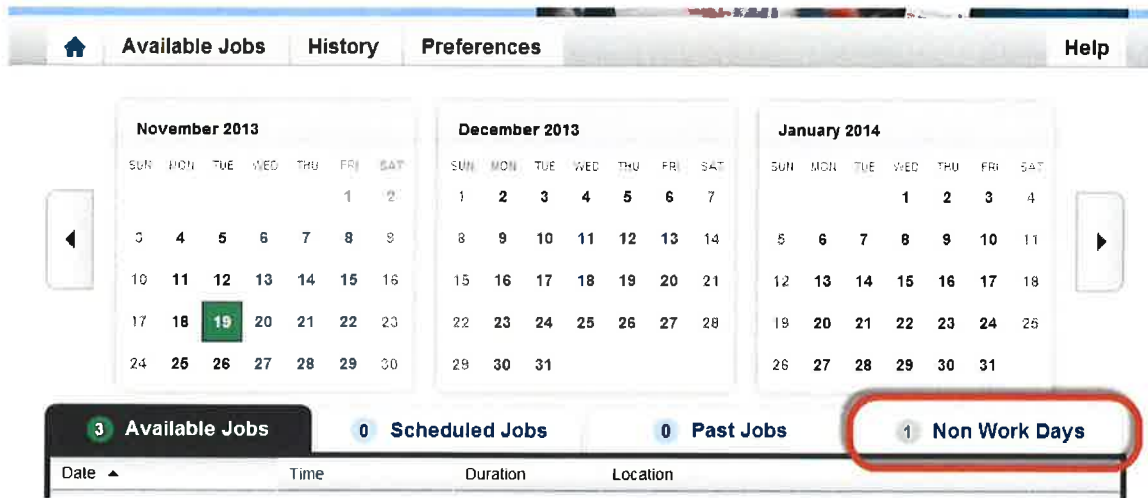 Available Jobs History Preferences Help
November 2013 December 2013 January 2014
SUN MON TUE WED THU FRI SAT SUN MON TUE WED THU FRI SAT SUN MON TUE WED THU FRI SAT
1 2 1 2 3 4 5 6 7 1 2 3 4
3 4 5 6 7 8 9 8 9 10 11 12 13 14 5 6 7 8 9 10 11
10 11 12 13 14 15 16 15 16 17 18 19 20 21 12 13 14 15 16 17 18
17 18 19 20 21 22 23 22 23 24 25 26 27 28 19 20 21 22 23 24 25
24 25 26 27 28 29 30 29 30 31 26 27 28 29 30 31
3 Available Jobs 0 Scheduled Jobs 0 Past Jobs 1 Non Work Days
Date Time Duration Location